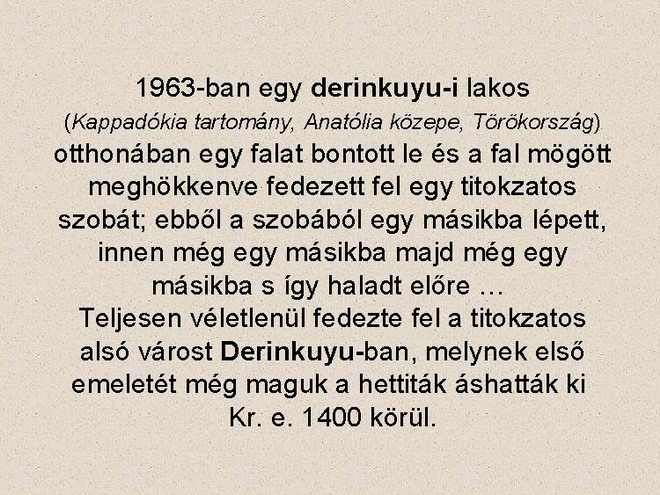 1963-ban egy derinkuyu-i lakos
(Kappadókia tartomány, Anatólia közepe, Törökország)
otthonában egy falat bontott le és a fal mögött
meghökkenve fedezett fel egy titokzatos
szobát; ebből a szobából egy másikba lépett,
innen még egy másikba majd még egy
másikba s így haladt előre …
Teljesen véletlenül fedezte fel a titokzatos
alsó várost Derinkuyu-ban, melynek első
emeletét még maguk a hettiták áshatták ki
Kr. e. 1400 körül.